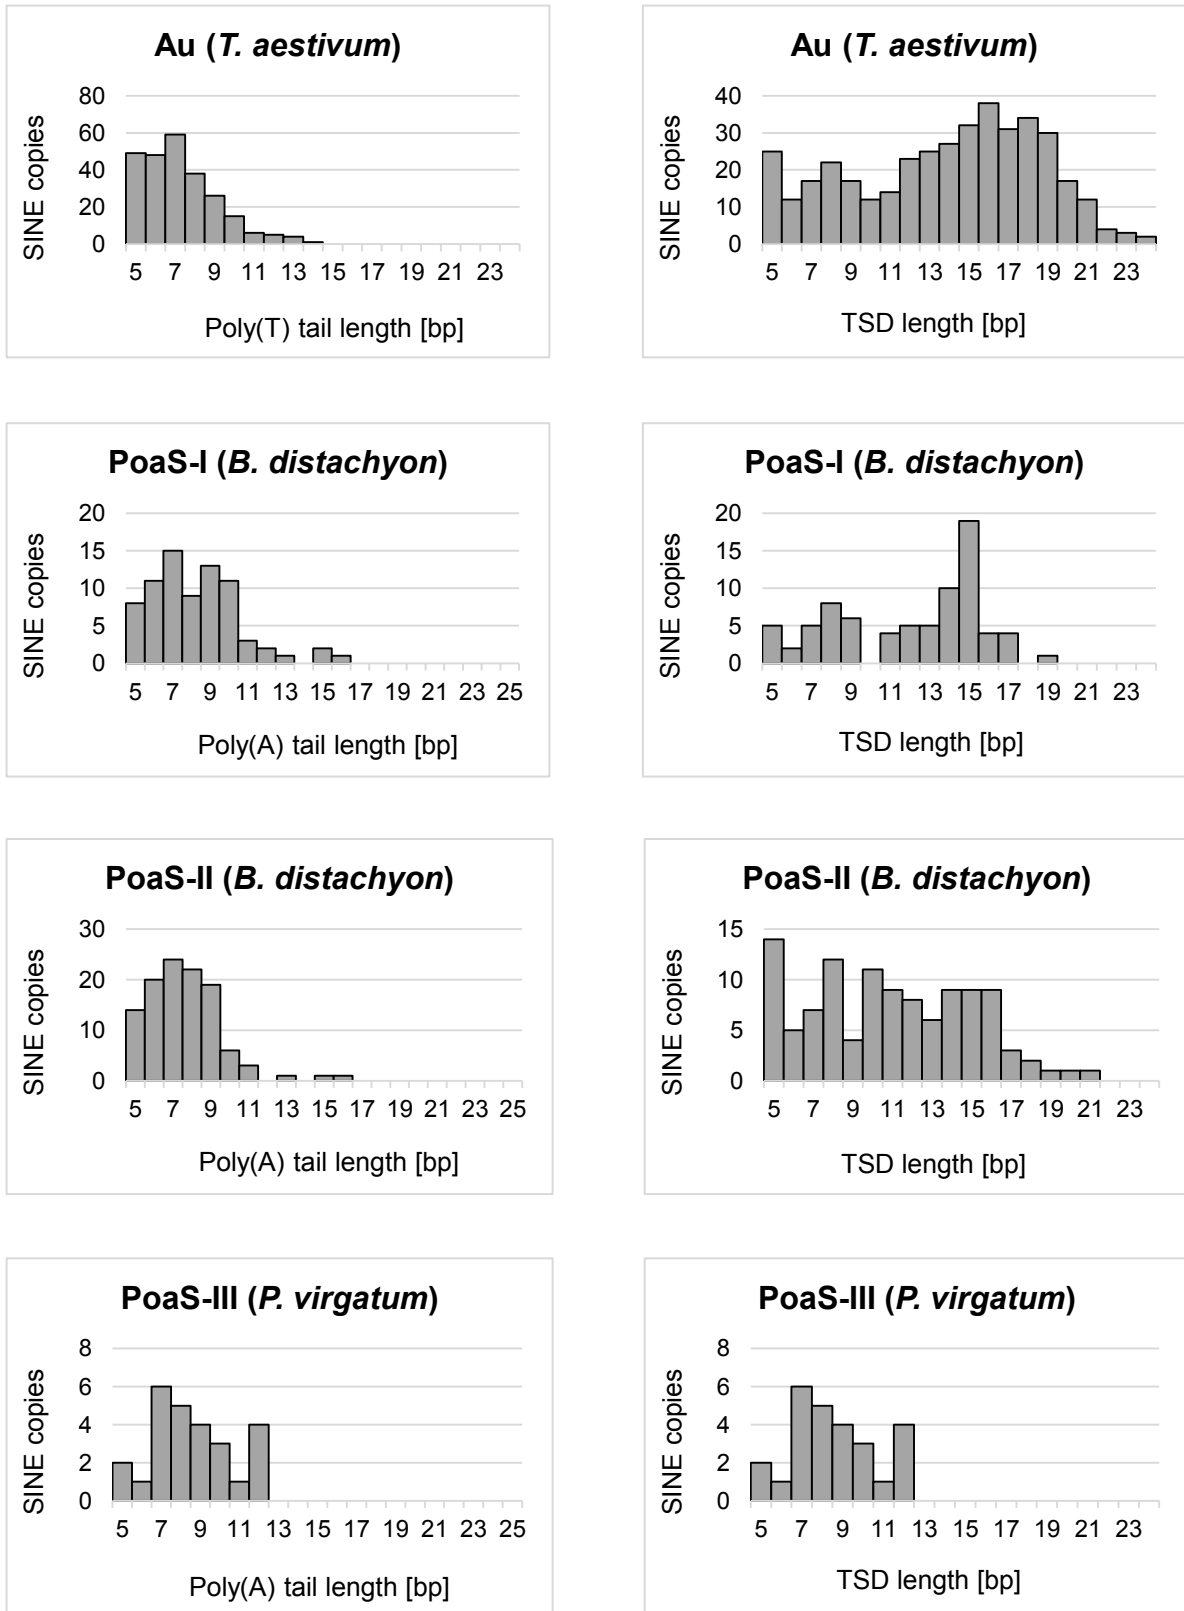 Au (T. aestivum)
SINE copies
80
60
40
20
0
5 7 9 11 13 15 17 19 21 23
Poly(T) tail length [bp]
Au (T. aestivum)
SINE copies
40
30
20
10
0
5 7 9 11 13 15 17 19 21 23
TSD length [bp]
PoaS-I (B. distachyon)
SINE copies
20
15
10
5
0
5 7 9 11 13 15 17 19 21 23 25
Poly(A) tail length [bp]
PoaS-I (B. distachyon)
SINE copies
20
15
10
5
0
5 7 9 11 13 15 17 19 21 23
TSD length [bp]
PoaS-II (B. distachyon)
SINE copies
30
20
10
0
5 7 9 11 13 15 17 19 21 23 25
Poly(A) tail length [bp]
PoaS-II (B. distachyon)
SINE copies
15
10
5
0
5 7 9 11 13 15 17 19 21 23
TSD length [bp]
PoaS-III (P. virgatum)
SINE copies
8
6
4
2
0
5 7 9 11 13 15 17 19 21 23 25
Poly(A) tail length [bp]
PoaS-III (P. virgatum)
SINE copies
8
6
4
2
0
5 7 9 11 13 15 17 19 21 23
TSD length [bp]